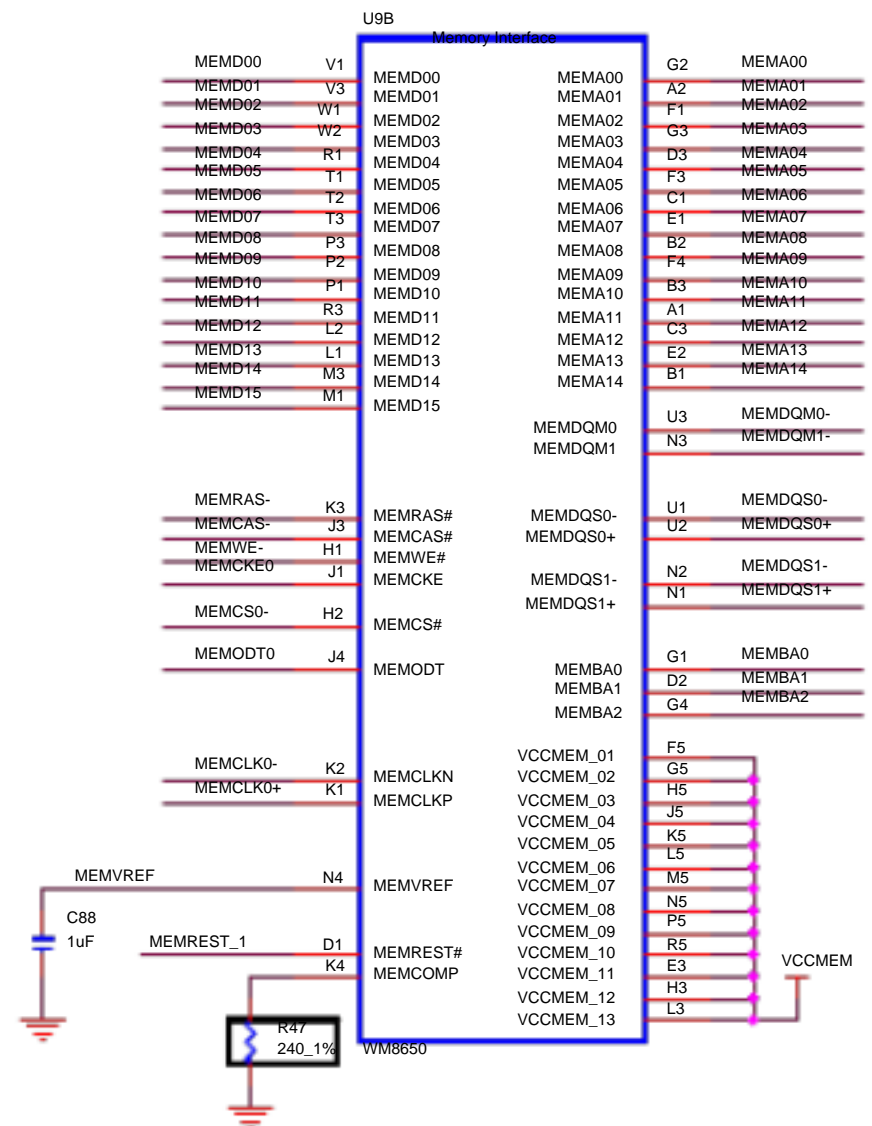 U9B
Memory Interface
MEMD00 V1 MEMD00 MEMA00 G2 MEMA00
MEMD01 V3 MEMD01 MEMA01 A2 MEMA01
MEMD02 W1 MEMD02 MEMA02 F1 MEMA02
MEMD03 W2 MEMD03 MEMA03 G3 MEMA03
MEMD04 R1 MEMD04 MEMA04 D3 MEMA04
MEMD05 T1 MEMD05 MEMA05 F3 MEMA05
MEMD06 T2 MEMD06 MEMA06 C1 MEMA06
MEMD07 T3 MEMD07 MEMA07 E1 MEMA07
MEMD08 P3 MEMD08 MEMA08 B2 MEMA08
MEMD09 P2 MEMD09 MEMA09 F4 MEMA09
MEMD10 P1 MEMD10 MEMA10 B3 MEMA10
MEMD11 R3 MEMD11 MEMA11 A1 MEMA11
MEMD12 L2 MEMD12 MEMA12 C3 MEMA12
MEMD13 L1 MEMD13 MEMA13 E2 MEMA13
MEMD14 M3 MEMD14 MEMA14 B1 MEMA14
MEMD15 M1 MEMD15
MEMDQM0 U3 MEMDQM0-
MEMDQM1 N3 MEMDQM1-
MEMRAS- K3 MEMRAS# MEMDQS0- U1 MEMDQS0-
MEMCAS- J3 MEMCAS# MEMDQS0+ U2 MEMDQS0+
MEMWE- H1 MEMWE#
MEMCKE0 J1 MEMCKE MEMDQS1- N2 MEMDQS1-
MEMDQS1+ N1 MEMDQS1+
MEMCS0- H2 MEMCS#
MEMODT0 J4 MEMODT MEMBA0 G1 MEMBA0
MEMBA1 D2 MEMBA1
MEMBA2 G4 MEMBA2
VCCMEM_01 F5
MEMCLK0- K2 MEMCLKN VCCMEM_02 G5
MEMCLK0+ K1 MEMCLKP VCCMEM_03 H5
VCCMEM_04 J5
VCCMEM_05 K5
VCCMEM_06 L5
MEMVREF N4 MEMVREF VCCMEM_07 M5
VCCMEM_08 N5
C88
VCCMEM_09 P5
1uF MEMREST_1 D1 MEMREST# VCCMEM_10 R5
K4 MEMCOMP VCCMEM_11 E3 VCCMEM
VCCMEM_12 H3
VCCMEM_13 L3
R47
240_1%
WM8650